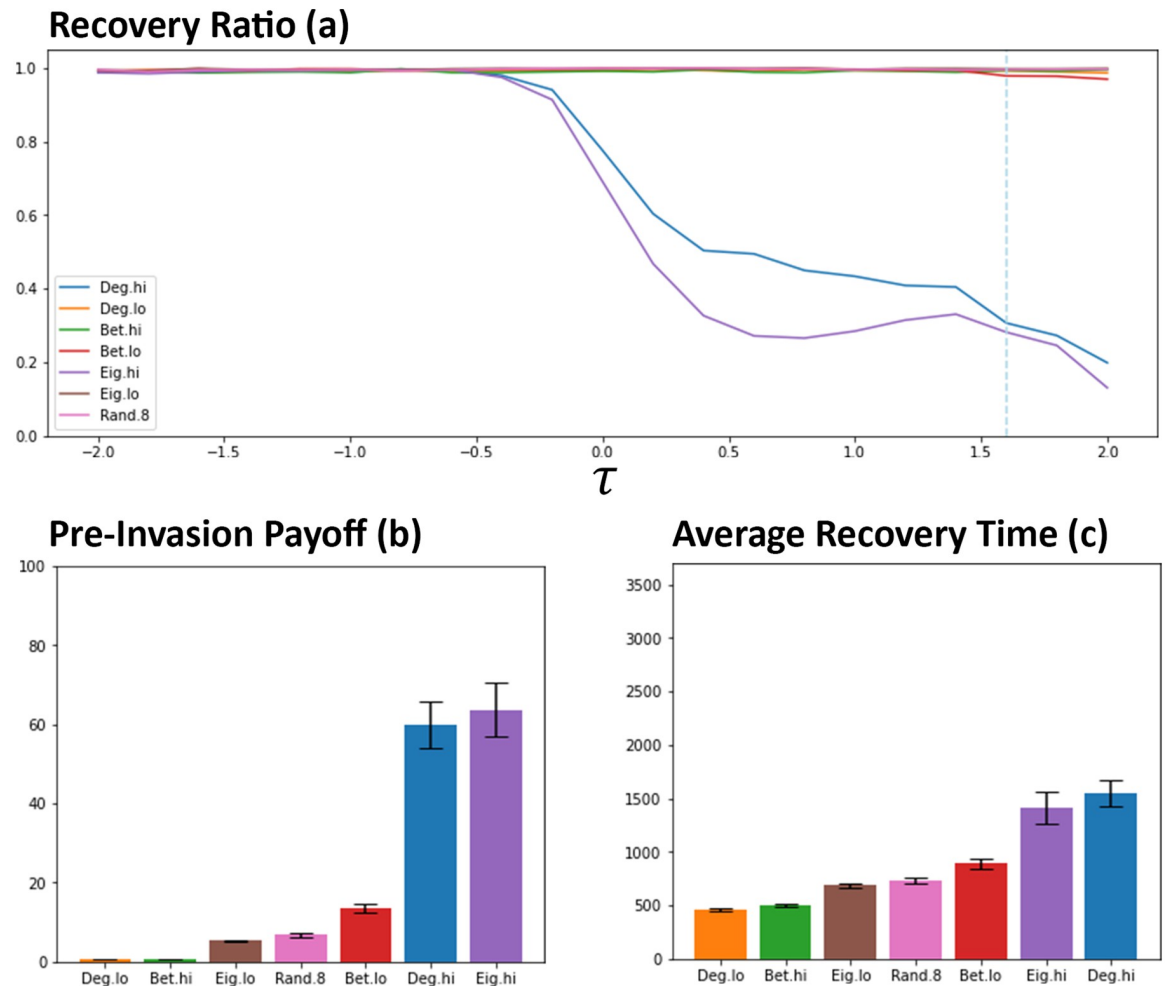 Recovery Ratio (a)
1.0
0.8
0.6
0.4
0.2
0.0
Deg.hi
Deg.lo
Bet.hi
Bet.lo
Eig.hi
Eig.lo
Rand.8
−2.0 −1.5 −1.0 −0.5 0.0 0.5 1.0 1.5 2.0
τ
Pre-Invasion Payoff (b)
100
80
60
40
20
0
Deg.lo Bet.hi Eig.lo Rand.8 Bet.lo Deg.hi Eig.hi
Average Recovery Time (c)
3500
3000
2500
2000
1500
1000
500
0
Deg.lo Bet.hi Eig.lo Rand.8 Bet.lo Eig.hi Deg.hi